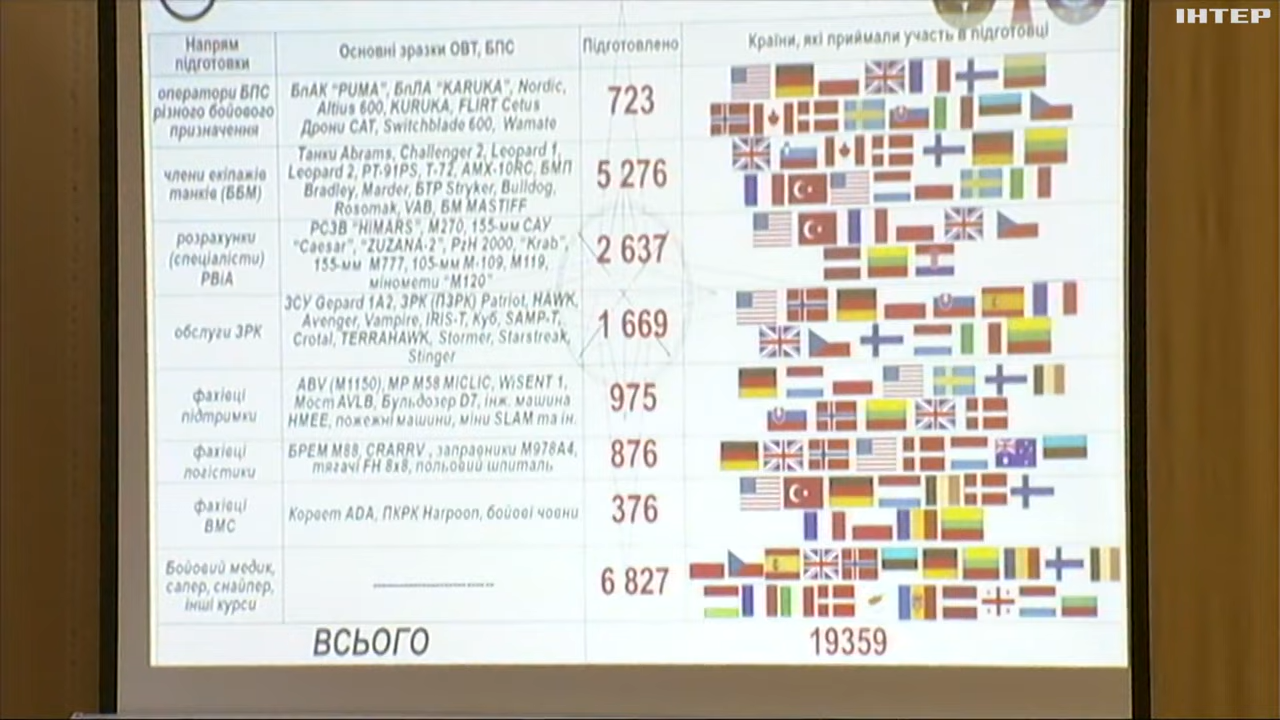 ІНТЕР
Напрям
підготовки
Основні зразки ОВТ, БПС
Підготовлено
Країни, які приймали участь в підготовці
оператори БПС
різного бойового
призначення
БпАК "PUMA", БпЛА "KARUKA", Nordic,
Altius 600, KURUKA, FLIRT Cetus
Дрони CAT, Switchblade 600, Wamate
723
члени екіпажів
танків (ББМ)
Танки Abrams, Challenger 2, Leopard 1,
Leopard 2, PT-91PS, T-72, AMX-10RC, БМП
Bradley, Marder, БТР Stryker, Bulldog,
Rosomak, VAB, БМ MASTIFF
5 276
розрахунки
(спеціалісти)
РВіА
РСЗВ "HIMARS", M270, 155-мм САУ
"Caesar", "ZUZANA-2", PzH 2000, "Krab",
155-мм M777, 105-мм M-109, M119,
міномети "M120"
2 637
обслуги ЗРК
ЗСУ Gepard 1A2, ЗРК (ПЗРК) Patriot, HAWK,
Avenger, Vampire, IRIS-T, Куб, SAMP-T,
Crotal, TERRAHAWK, Stormer, Starstreak,
Stinger
1 669
фахівці
підтримки
ABV (M1150), MP M58 MICLIC, WiSENT 1,
Мост AVLB, Бульдозер D7, інж. машина
HMEE, пожежні машини, міни SLAM та ін.
975
фахівці
логістики
БРЕМ M88, CRARRV , заправники M978A4,
тягачі FH 8x8, польовий шпиталь
876
фахівці
ВМС
Корвет ADA, ПКРК Harpoon, бойові човни
376
Бойовий медик,
сапер, снайпер,
інші курси
6 827
ВСЬОГО
19359